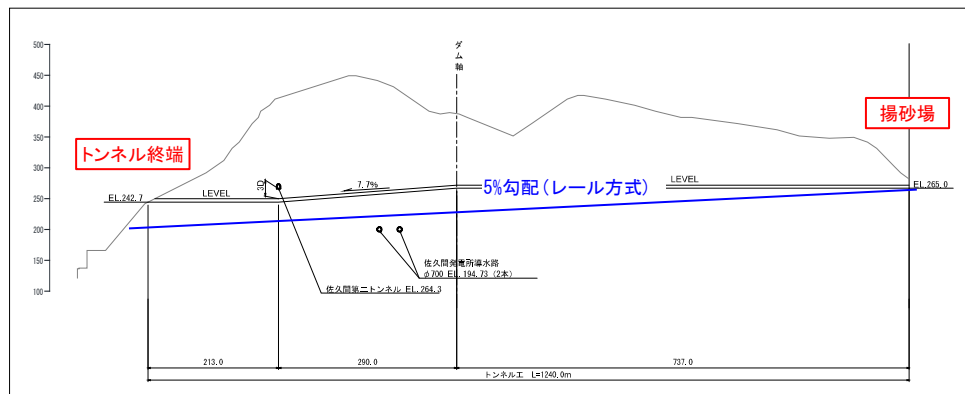 500
450
400
350
300
250
200
150
100
ダム軸
トンネル終端
揚砂場
EL.242.7
LEVEL
3D
7.7%
5%勾配(レール方式)
LEVEL
EL.265.0
佐久間発電所導水路
φ700 EL.194.73 (2本)
佐久間第二トンネル EL.264.3
213.0
290.0
737.0
トンネル工 L=1240.0m